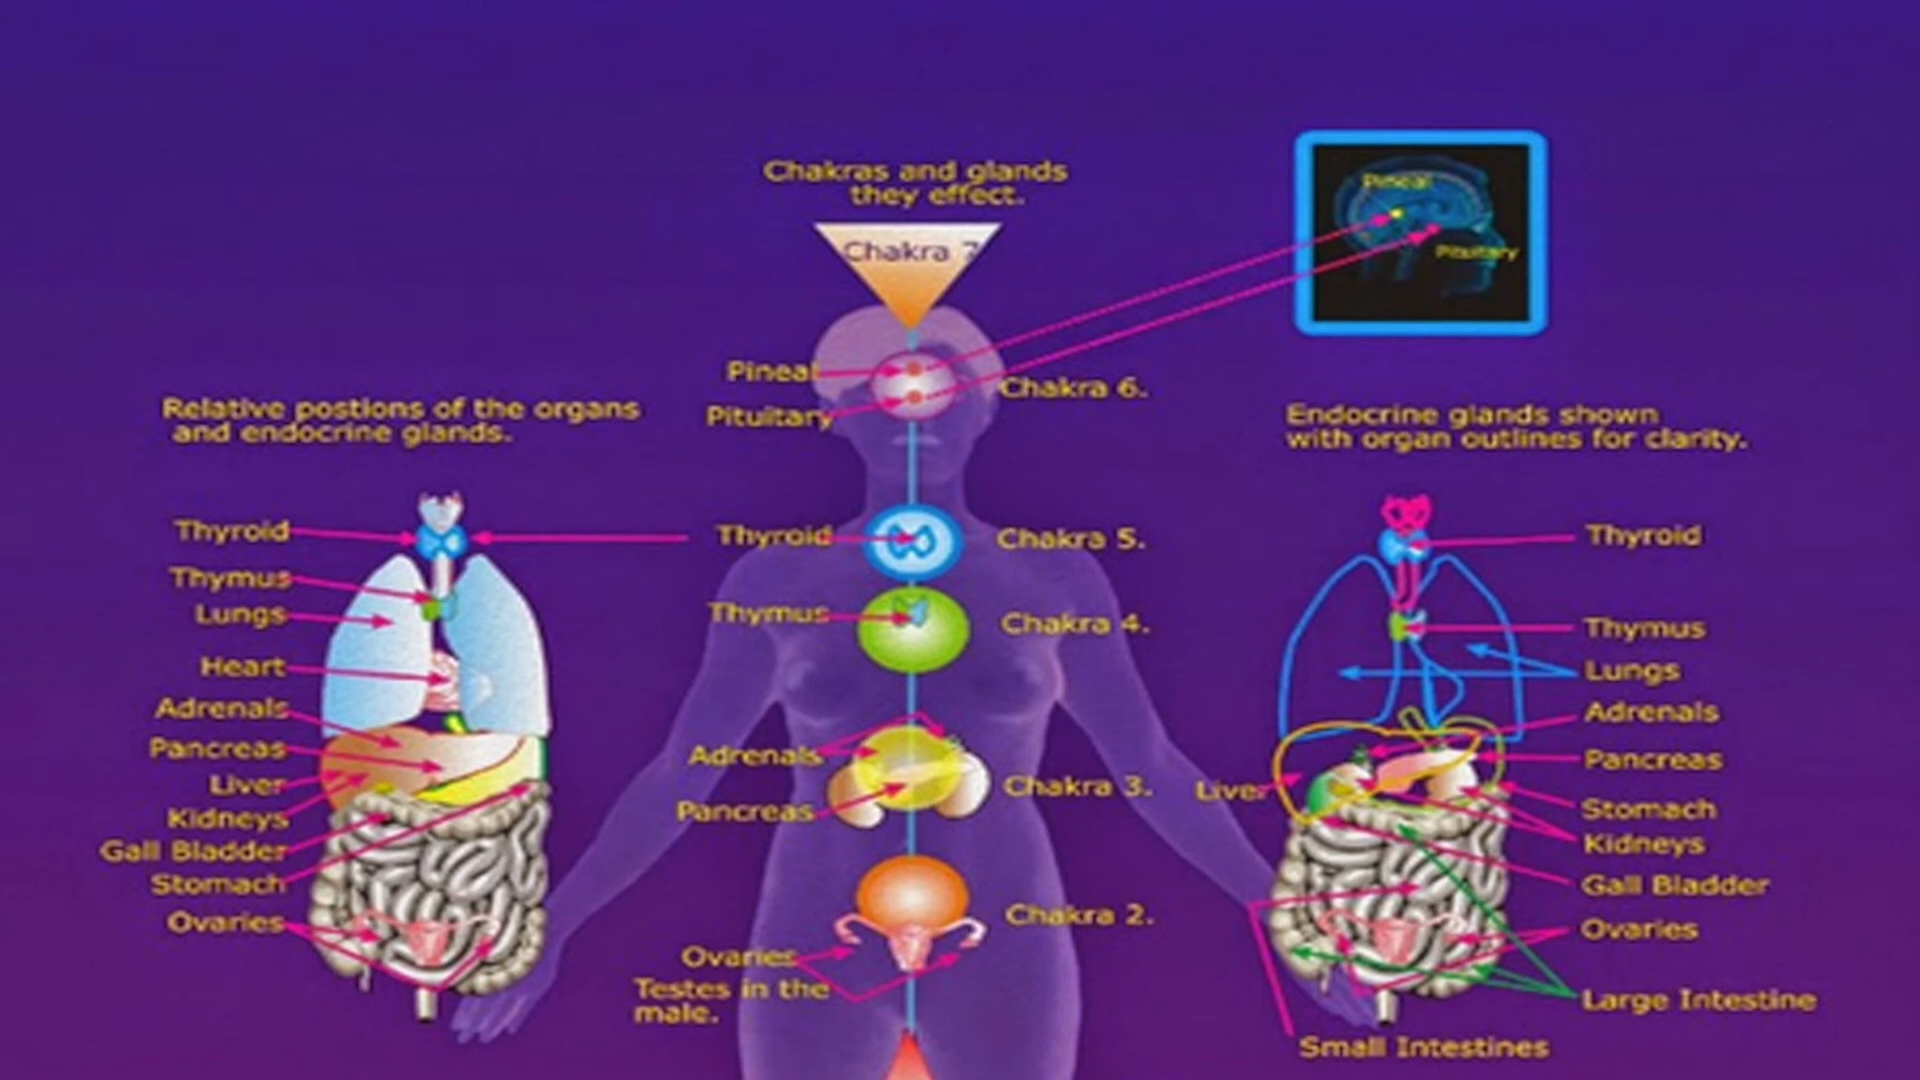 Chakras and glands
they effect.
Chakra 7
Pineal
Pituitary
Pineal
Pituitary
Chakra 6.
Relative postions of the organs
and endocrine glands.
Endocrine glands shown
with organ outlines for clarity.
Thyroid
Thymus
Lungs
Heart
Adrenals
Pancreas
Liver
Kidneys
Gall Bladder
Stomach
Ovaries
Thyroid
Chakra 5.
Thymus
Chakra 4.
Adrenals
Pancreas
Chakra 3.
Chakra 2.
Ovaries
Testes in the
male.
Thyroid
Thymus
Lungs
Adrenals
Pancreas
Liver
Stomach
Kidneys
Gall Bladder
Ovaries
Large Intestine
Small Intestines